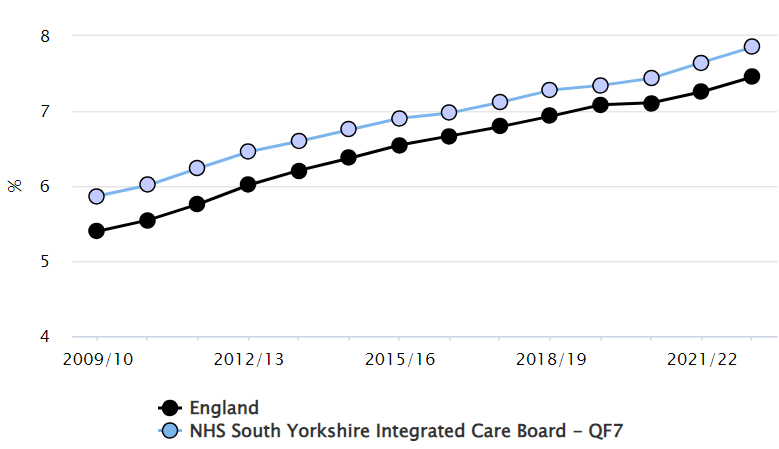 8
7
6
%
5
4
2009/10 2012/13 2015/16 2018/19 2021/22
England
NHS South Yorkshire Integrated Care Board - QF7